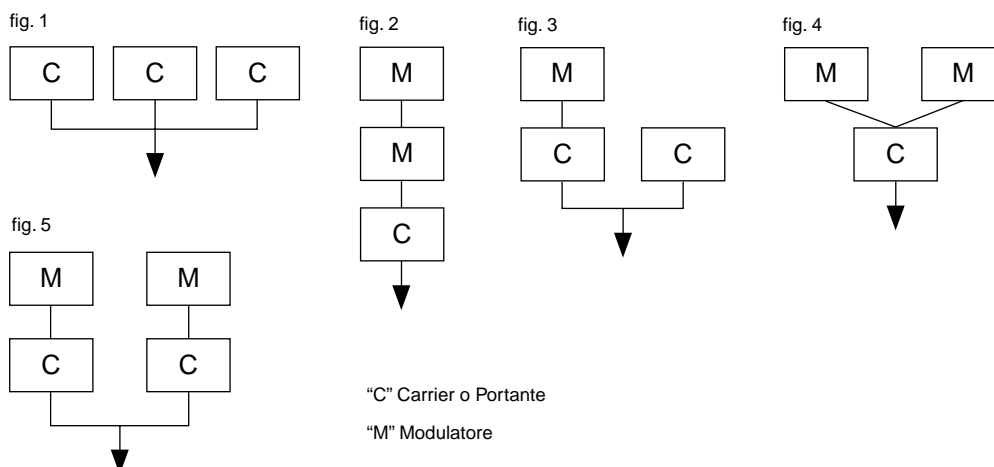 fig. 1
C C C
fig. 2
M
M
C
fig. 3
M
C C
fig. 4
M M
C
fig. 5
M M
C C
“C” Carrier o Portante
“M” Modulatore